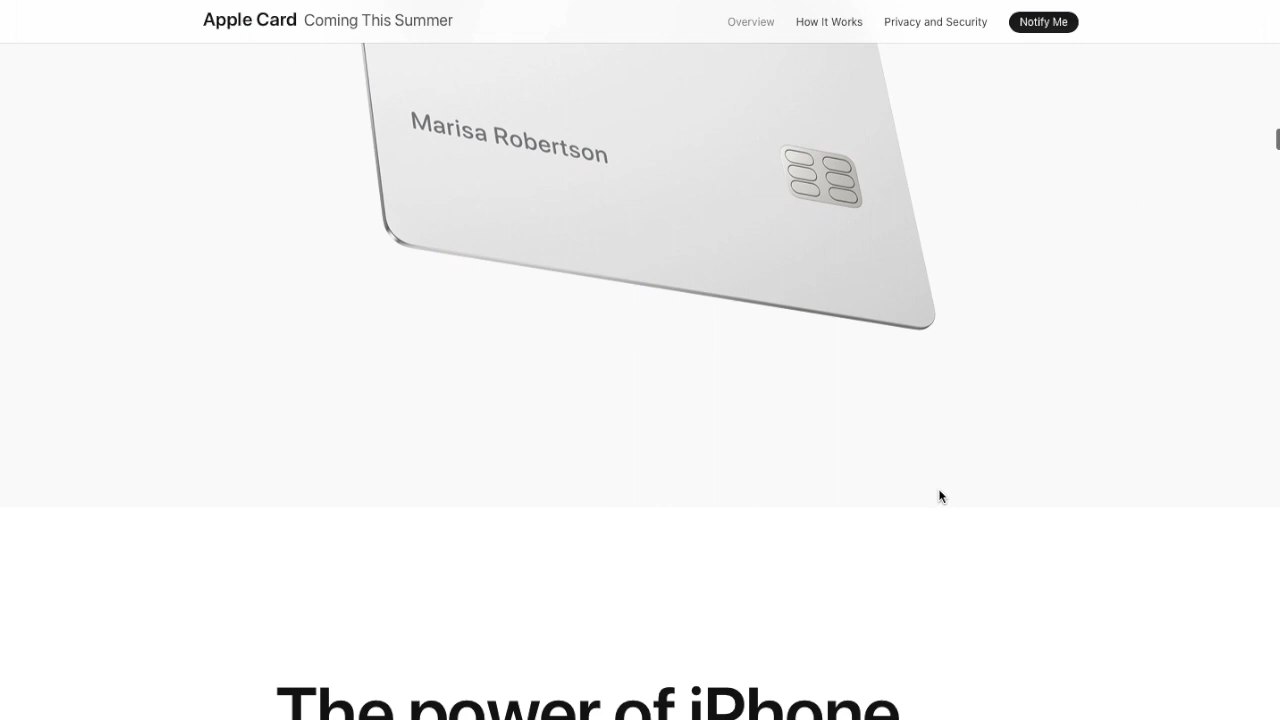 Apple Card Coming This Summer
Overview How It Works Privacy and Security Notify Me
Marisa Robertson
The power of iPhone